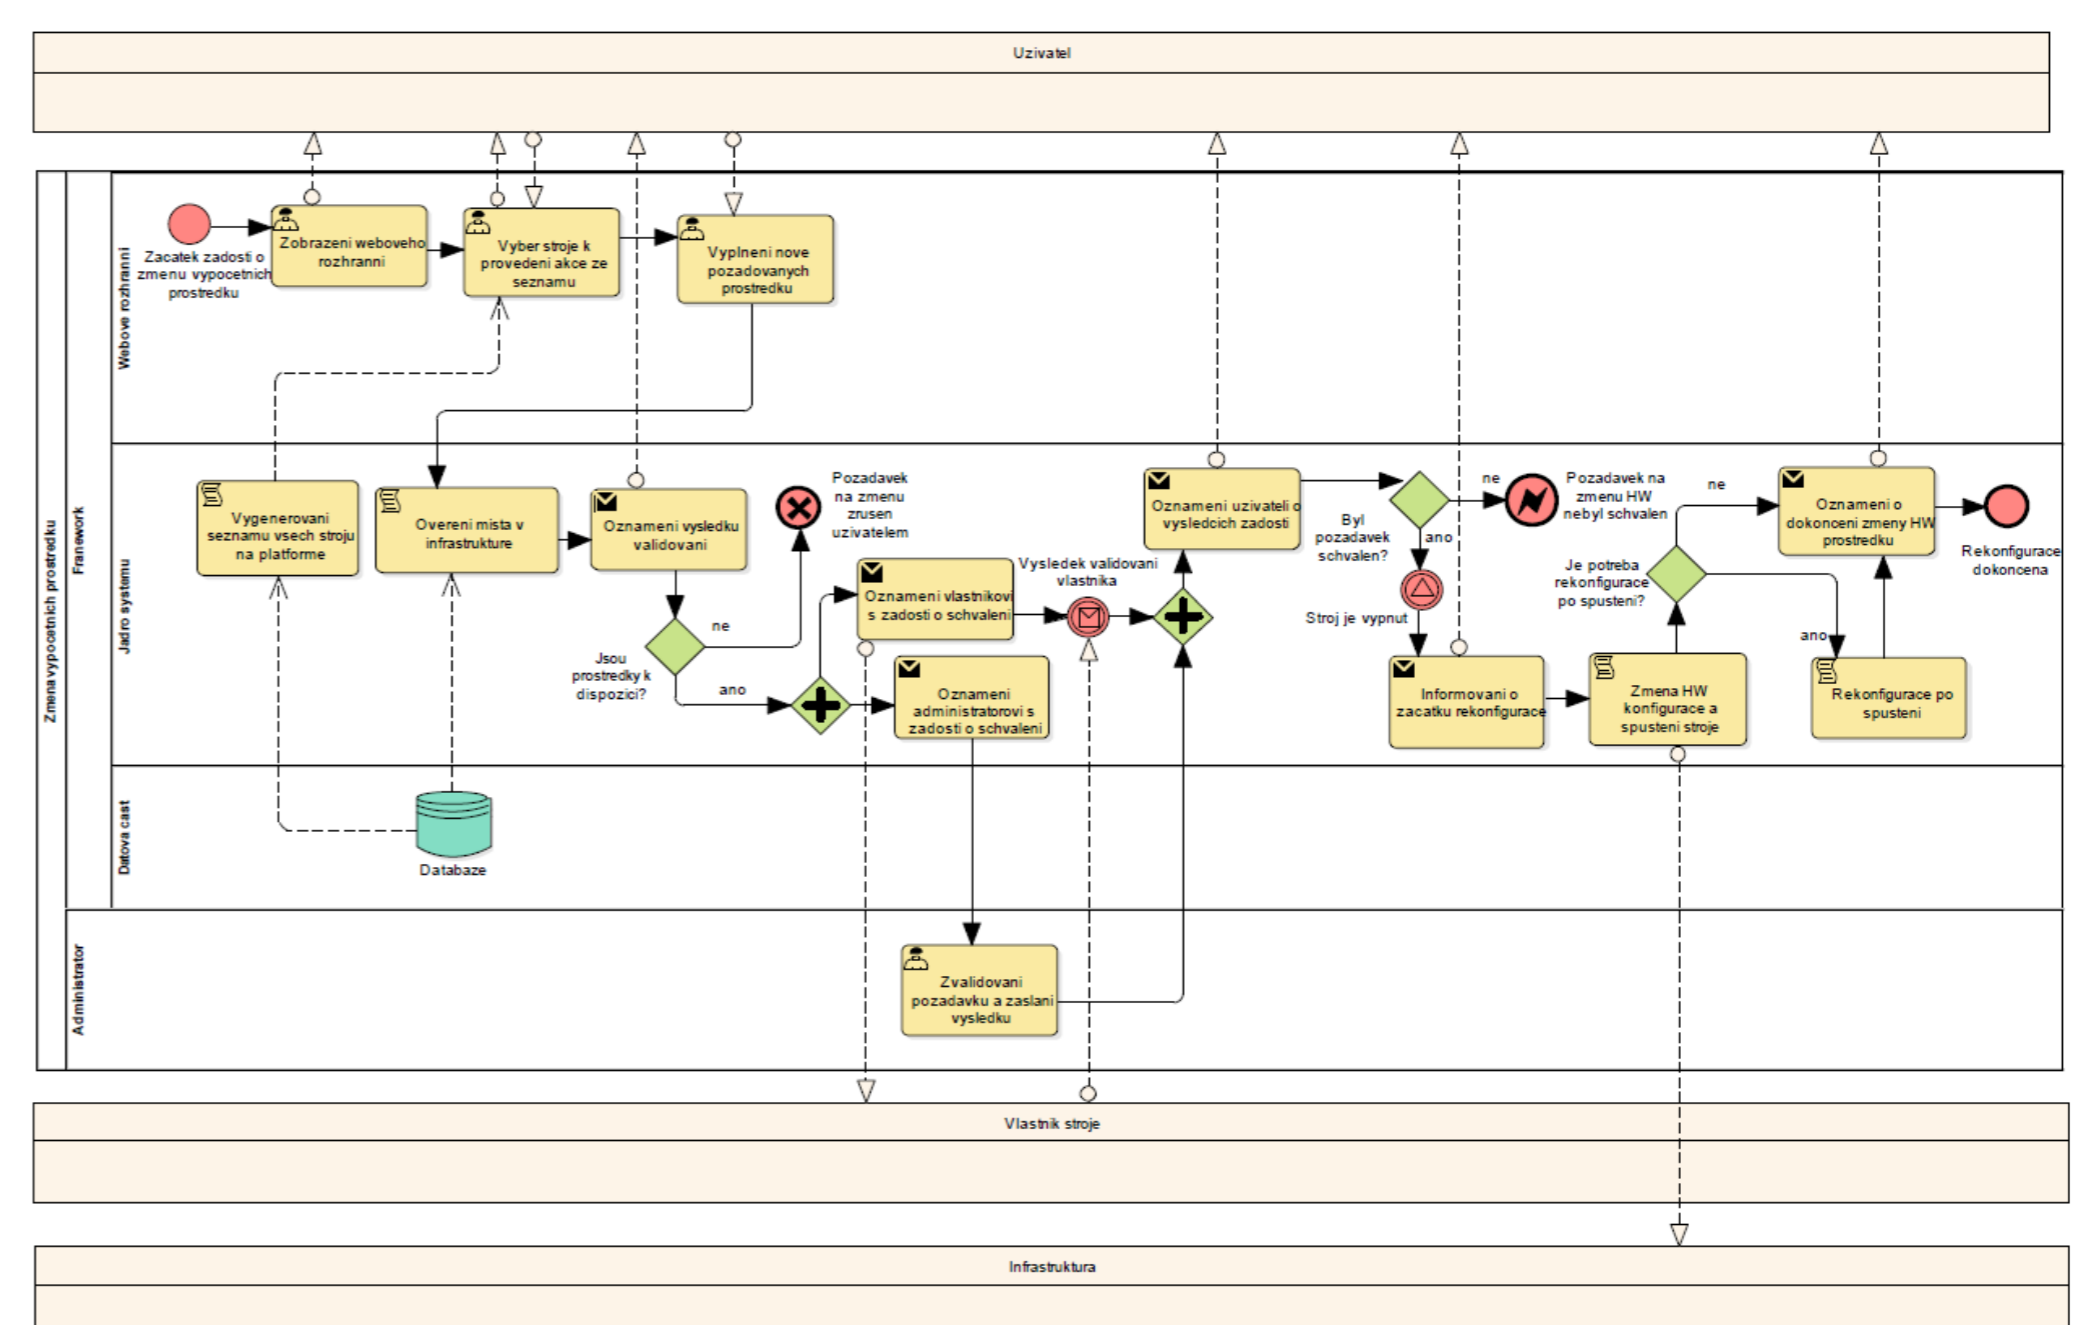 Uzivatel
Zmena vypocetnich prostredku
Franework
Webove rozhranni
Zacatek zadosti o
zmenu vypocetnich
prostredku
Zobrazeni weboveho
rozhranni
Vyber stroje k
provedeni akce ze
seznamu
Vyplneni nove
pozadovanych
prostredku
Jadro systemu
Vygenerovani
seznamu vsech stroju
na platforme
Overeni mista v
infrastrukture
Oznameni vysledku
validovani
Jsou
prostredky k
dispozici?
ne
ano
Pozadavek
na zmenu
zrusen
uzivatelem
Oznameni vlastnikovi
s zadosti o schvaleni
Oznameni
administratorovi s
zadosti o schvaleni
Vysledek validovani
vlastnika
Oznameni uzivateli o
vysledcich zadosti
Byl
pozadavek
schvalen?
ne
ano
Pozadavek na
zmenu HW
nebyl schvalen
Stroj je vypnut
Informovani o
zacatku rekonfigurace
Zmena HW
konfigurace a
spusteni stroje
Je potreba
rekonfigurace
po spusteni?
ne
ano
Oznameni o
dokonceni zmeny HW
prostredku
Rekonfigurace po
spusteni
Rekonfigurace
dokoncena
Datova cast
Databaze
Administrator
Zvalidovani
pozadavku a zaslani
vysledku
Vlastnik stroje
Infrastruktura